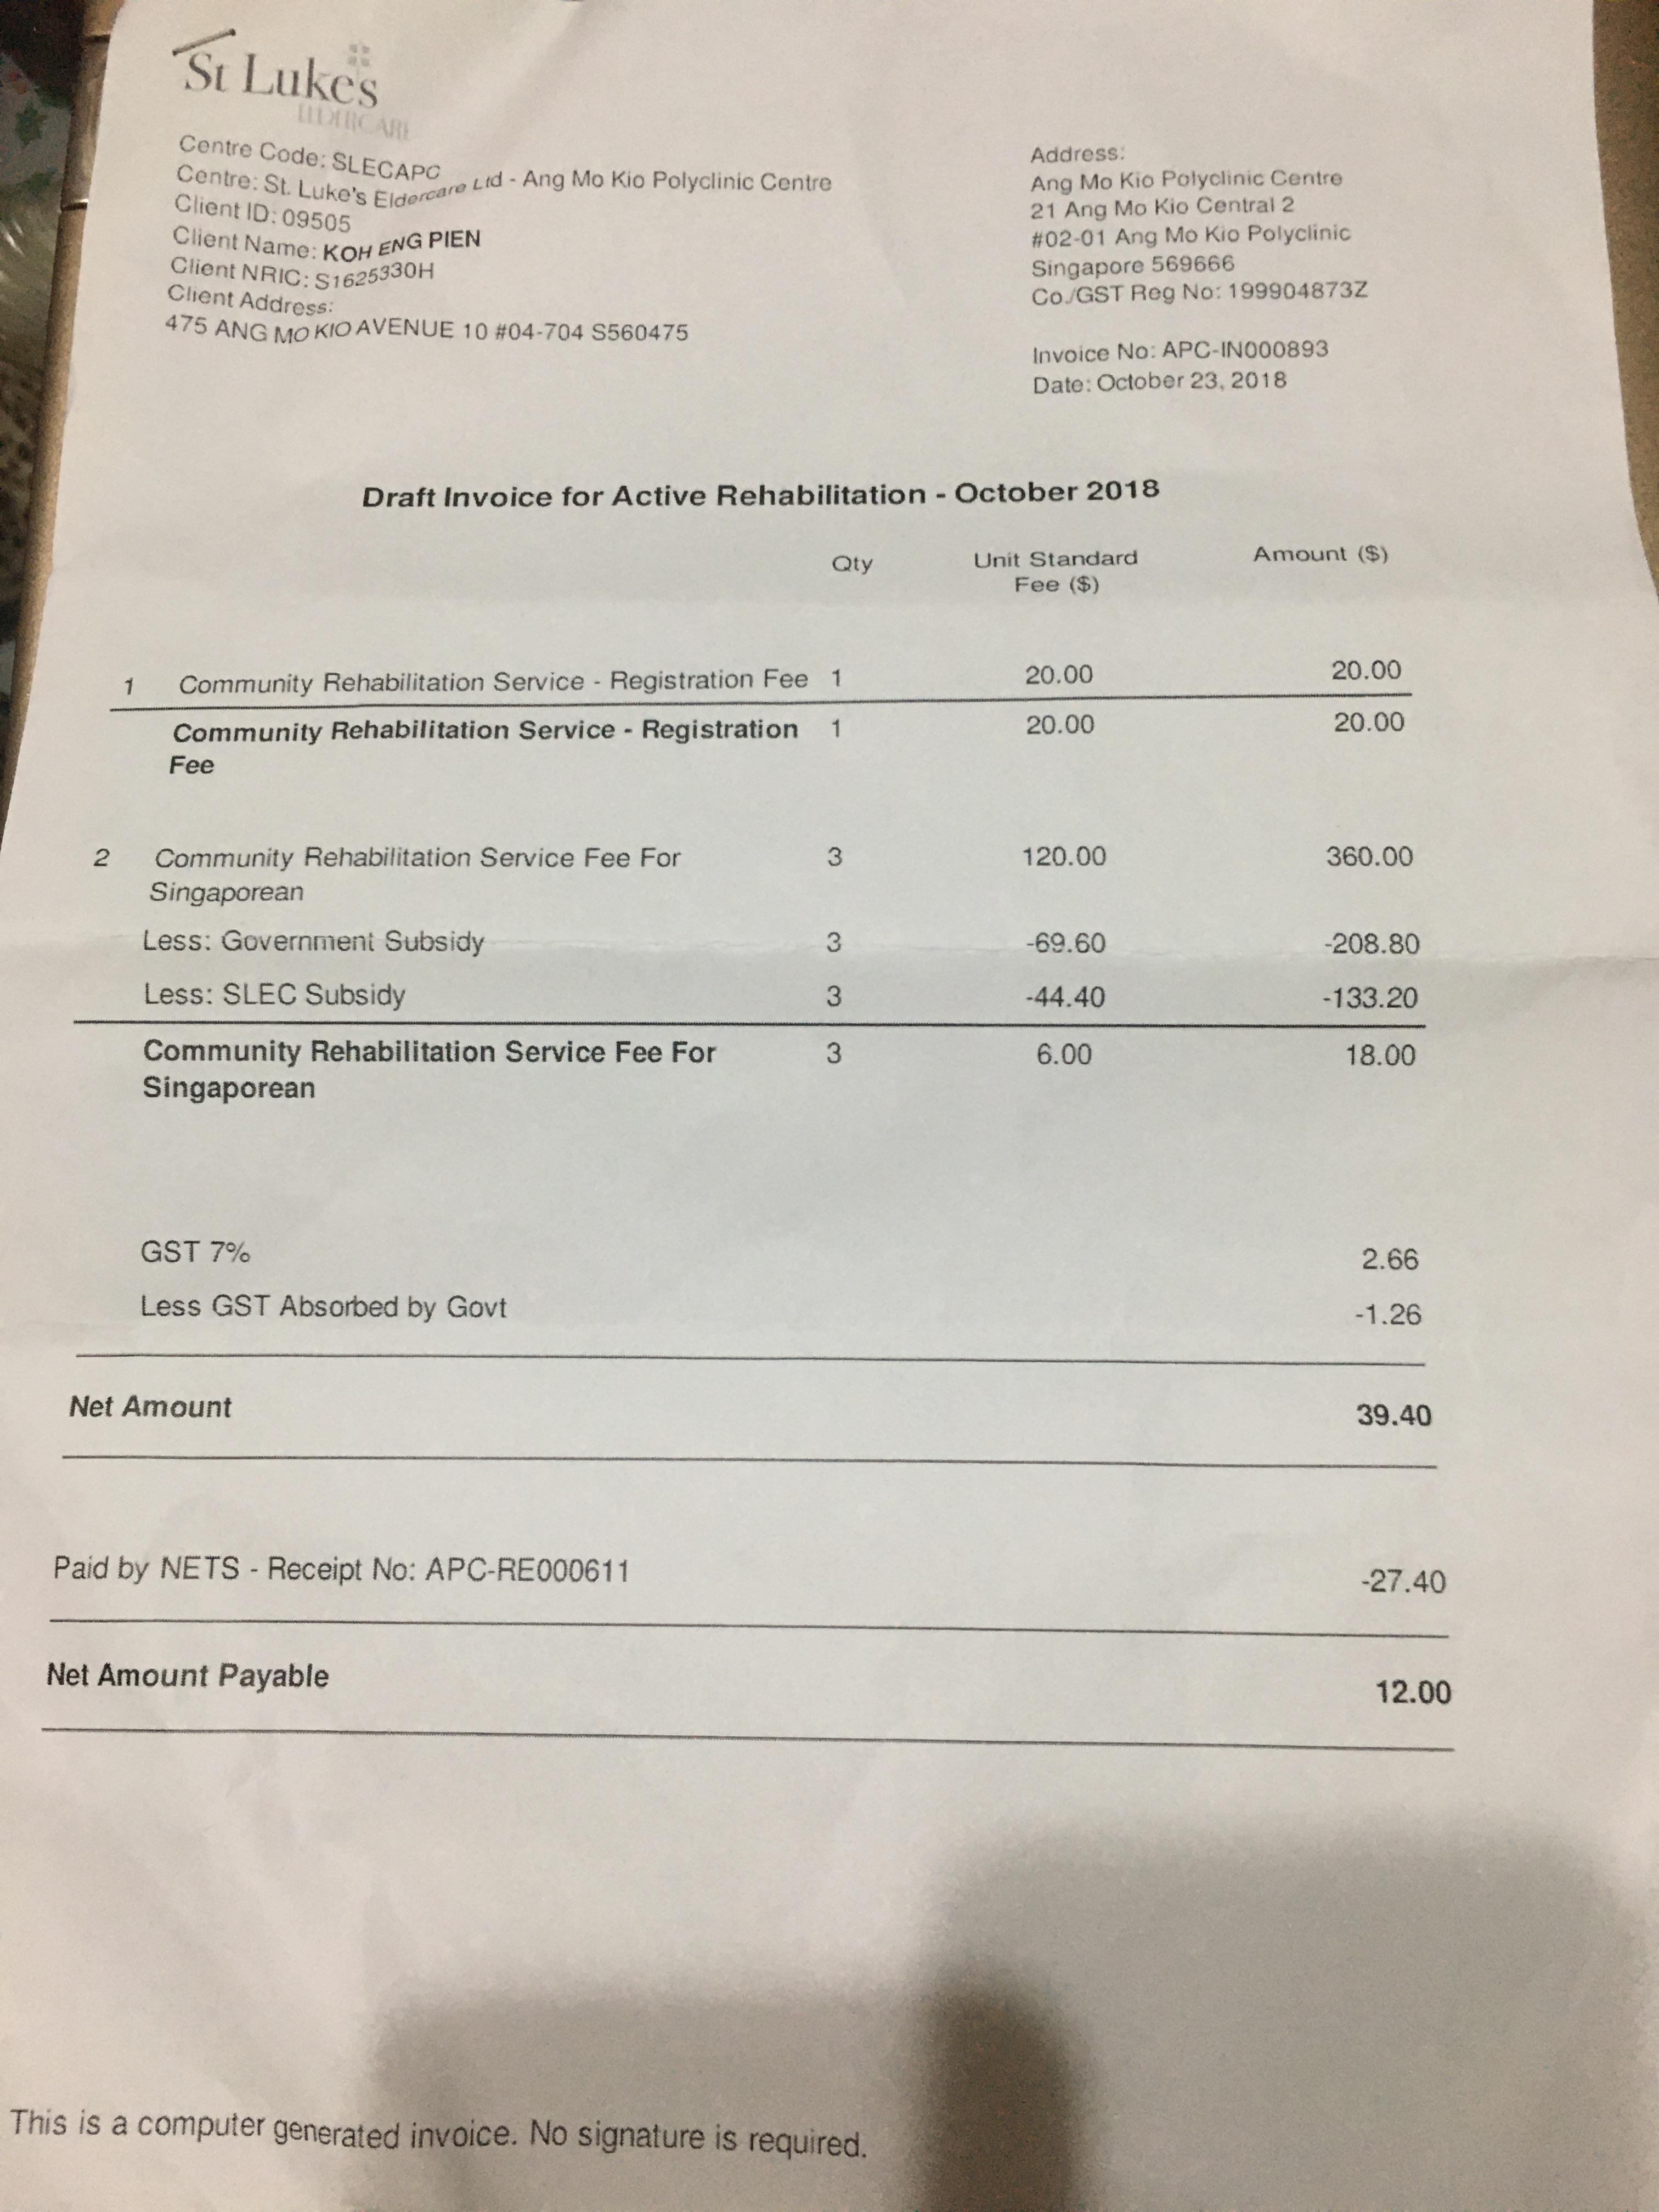 St Luke's
ELDERCARE
Centre Code: SLECAPC
Centre: St. Luke's Eldercare Ltd - Ang Mo Kio Polyclinic Centre
Client ID: 09505
Client Name: KOH ENG PIEN
Client NRIC: S1625330H
Client Address:
475 ANG MO KIO AVENUE 10 #04-704 S560475
Address:
Ang Mo Kio Polyclinic Centre
21 Ang Mo Kio Central 2
#02-01 Ang Mo Kio Polyclinic
Singapore 569666
Co./GST Reg No: 199904873Z
Invoice No: APC-IN000893
Date: October 23, 2018
Draft Invoice for Active Rehabilitation - October 2018
Qty Unit Standard Amount ($)
Fee ($)
1 Community Rehabilitation Service - Registration Fee 1 20.00 20.00
Community Rehabilitation Service - Registration 1 20.00 20.00
Fee
2 Community Rehabilitation Service Fee For 3 120.00 360.00
Singaporean
Less: Government Subsidy 3 -69.60 -208.80
Less: SLEC Subsidy 3 -44.40 -133.20
Community Rehabilitation Service Fee For 3 6.00 18.00
Singaporean
GST 7% 2.66
Less GST Absorbed by Govt -1.26
Net Amount 39.40
Paid by NETS - Receipt No: APC-RE000611 -27.40
Net Amount Payable 12.00
This is a computer generated invoice. No signature is required.